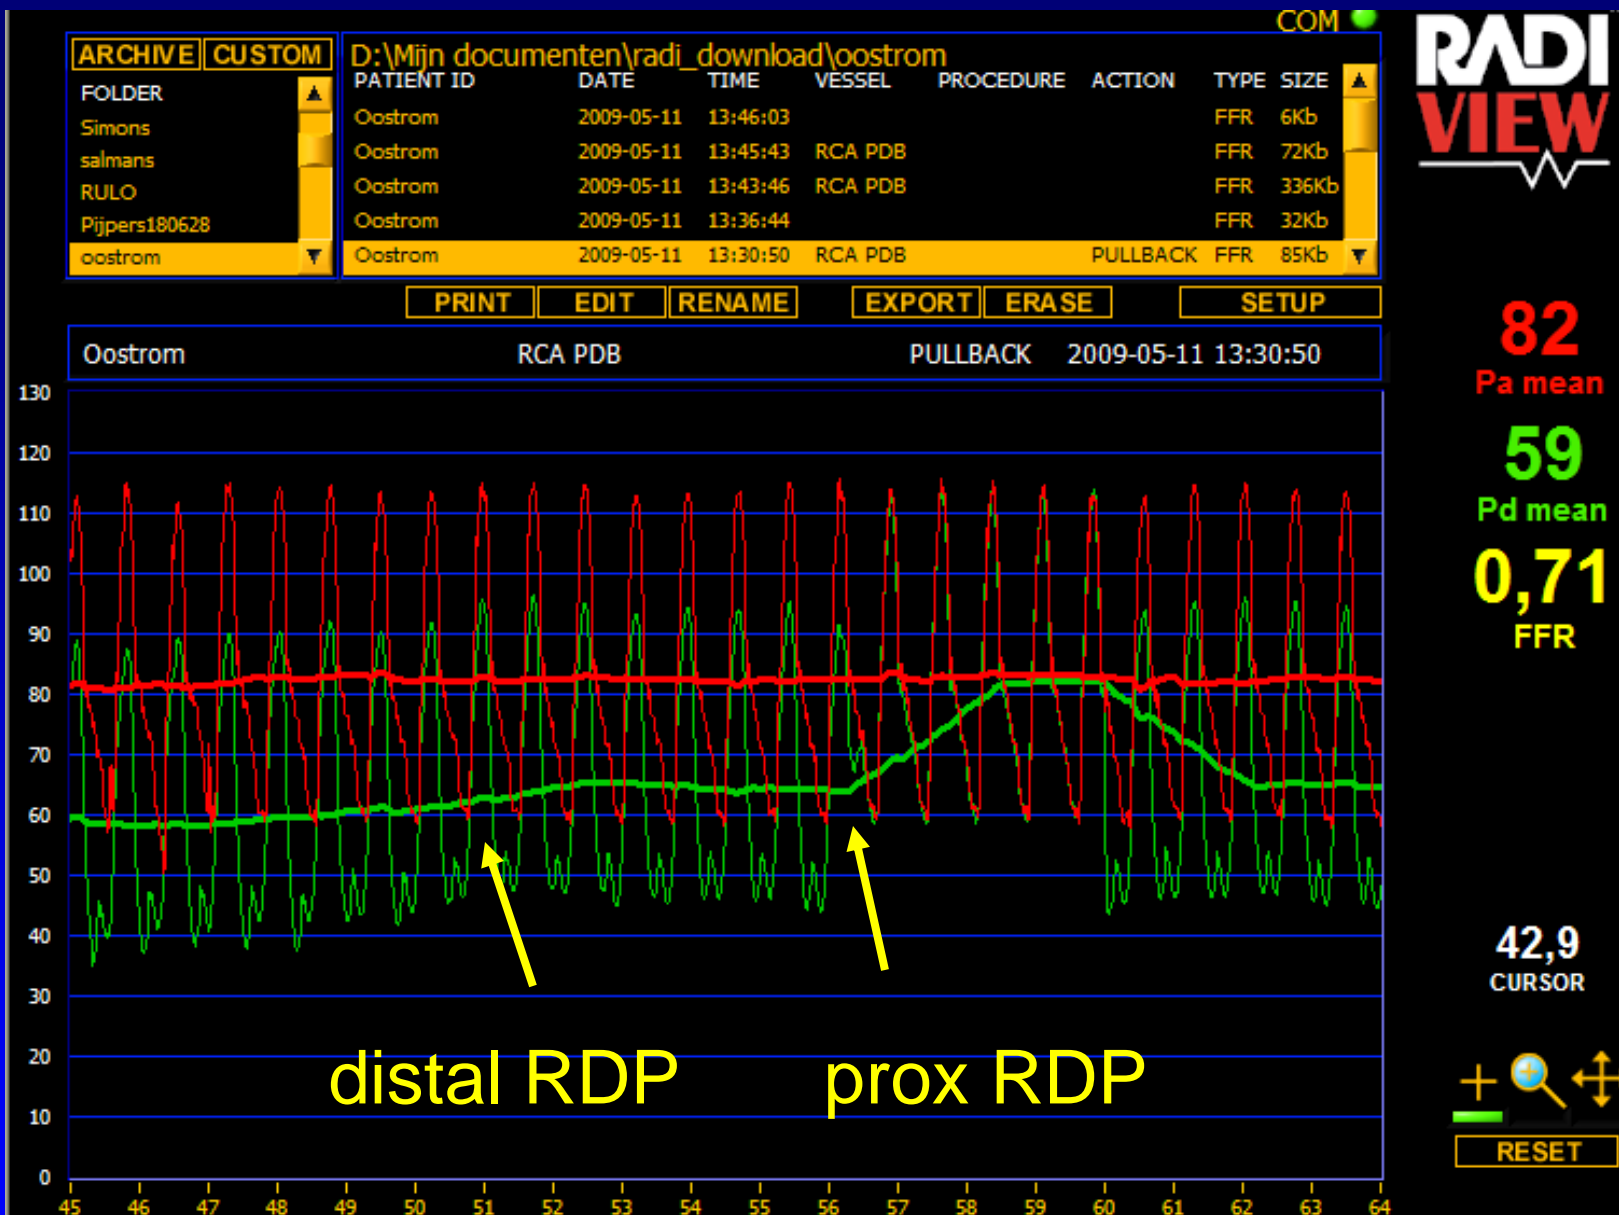 COM
RADI
VIEW
ARCHIVE CUSTOM
FOLDER
Simons
salmans
RULO
Pijpers180628
oostrom
D:\Mijn documenten\radi_download\oostrom
PATIENT ID DATE TIME VESSEL PROCEDURE ACTION TYPE SIZE
Oostrom 2009-05-11 13:46:03 FFR 6Kb
Oostrom 2009-05-11 13:45:43 RCA PDB FFR 72Kb
Oostrom 2009-05-11 13:43:46 RCA PDB FFR 336Kb
Oostrom 2009-05-11 13:36:44 FFR 32Kb
Oostrom 2009-05-11 13:30:50 RCA PDB PULLBACK FFR 85Kb
PRINT EDIT RENAME EXPORT ERASE SETUP
Oostrom RCA PDB PULLBACK 2009-05-11 13:30:50
82
Pa mean
59
Pd mean
0,71
FFR
42,9
CURSOR
RESET
130
120
110
100
90
80
70
60
50
40
30
20
10
0
distal RDP prox RDP
45 46 47 48 49 50 51 52 53 54 55 56 57 58 59 60 61 62 63 64